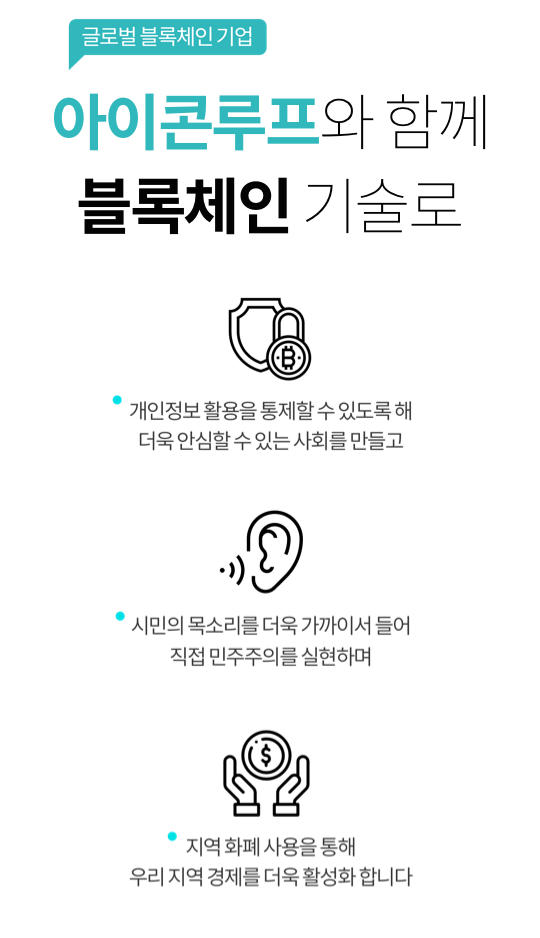 글로벌 블록체인 기업
아이콘루프와 함께
블록체인 기술로
개인정보 활용을 통제할 수 있도록 해
더욱 안심할 수 있는 사회를 만들고
시민의 목소리를 더욱 가까이서 들어
직접 민주주의를 실현하며
지역 화폐 사용을 통해
우리 지역 경제를 더욱 활성화 합니다